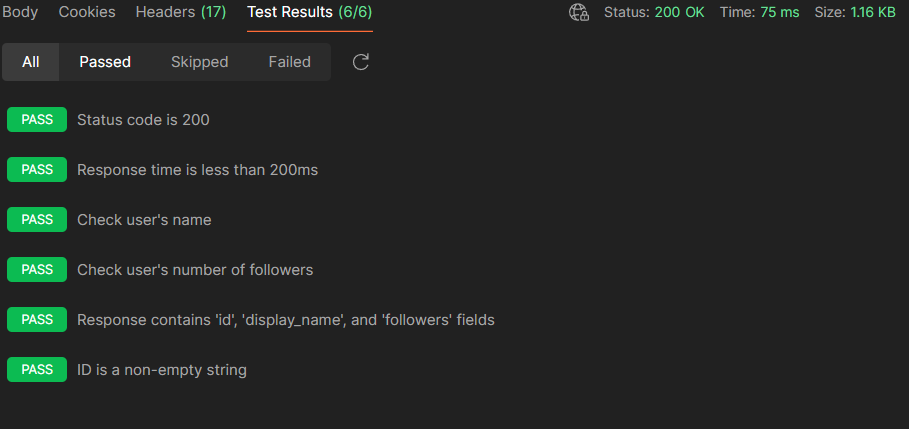 Body Cookies Headers (17) Test Results (6/6) Status: 200 OK Time: 75 ms Size: 1.16 KB
All Passed Skipped Failed
PASS Status code is 200
PASS Response time is less than 200ms
PASS Check user's name
PASS Check user's number of followers
PASS Response contains 'id', 'display_name', and 'followers' fields
PASS ID is a non-empty string